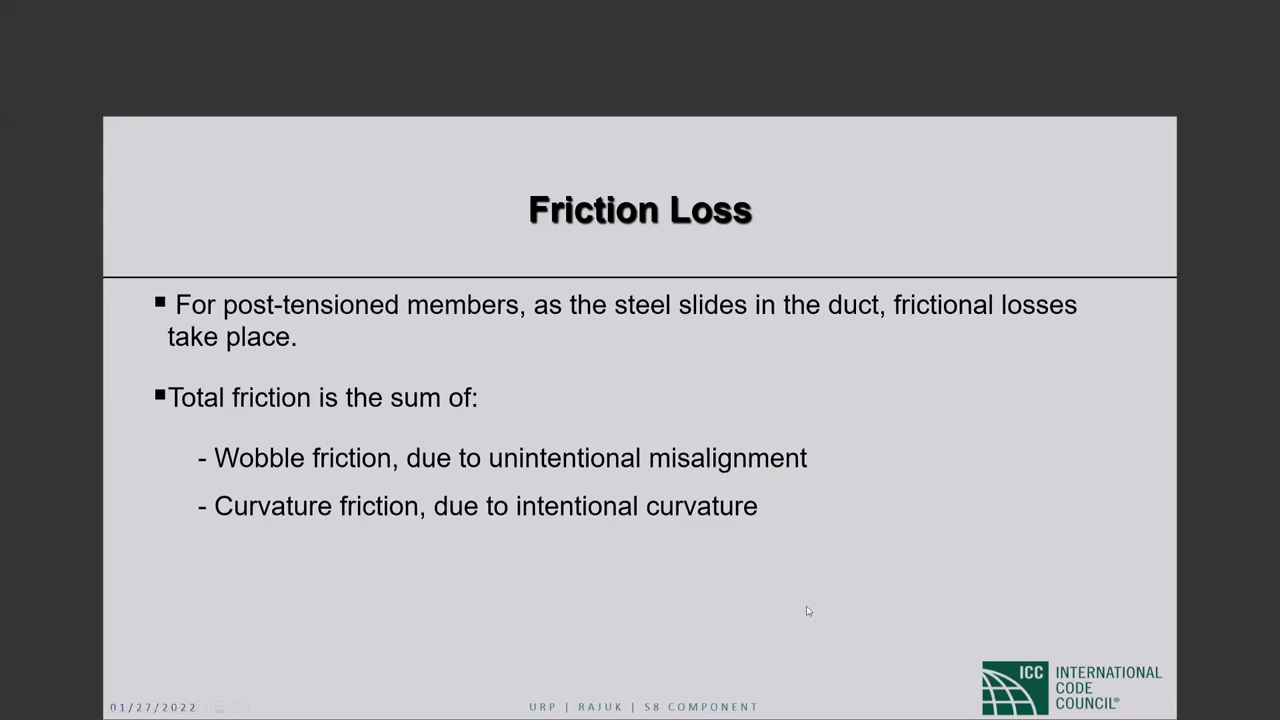 Friction Loss
▪ For post-tensioned members, as the steel slides in the duct, frictional losses
take place.
▪Total friction is the sum of:
- Wobble friction, due to unintentional misalignment
- Curvature friction, due to intentional curvature
01/27/2022
URP | RAJUK | S8 COMPONENT
ICC INTERNATIONAL
CODE
COUNCIL®